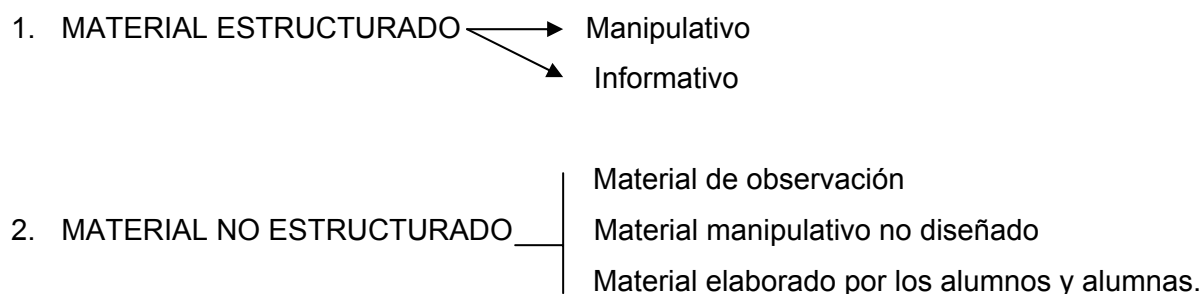 1. MATERIAL ESTRUCTURADO Manipulativo
Informativo
Material de observación
2. MATERIAL NO ESTRUCTURADO Material manipulativo no diseñado
Material elaborado por los alumnos y alumnas.